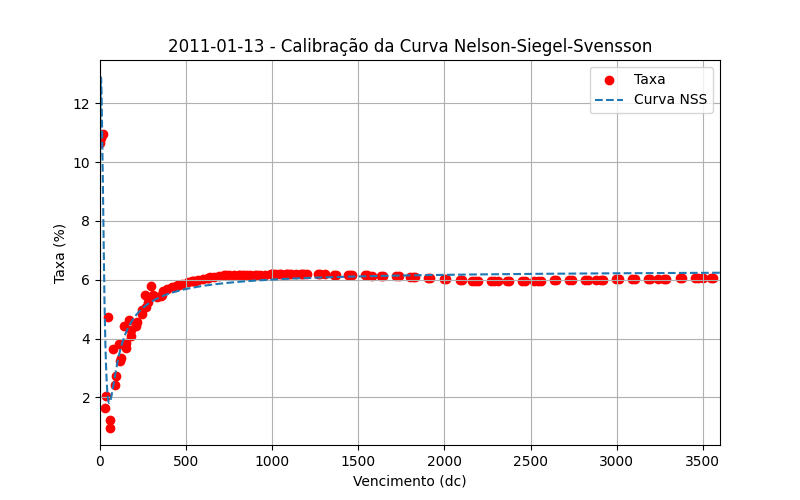 2011-01-13 - Calibração da Curva Nelson-Siegel-Svensson
Taxa
Curva NSS
Taxa (%)
12
10
8
6
4
2
0 500 1000 1500 2000 2500 3000 3500
Vencimento (dc)